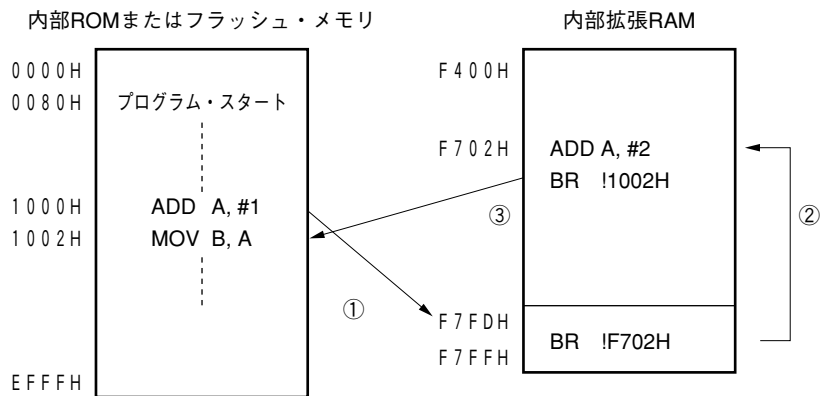 内部ROMまたはフラッシュ・メモリ
0000H
0080H プログラム・スタート
1000H ADD A, #1
1002H MOV B, A
EFFFH
①
内部拡張RAM
F400H
F702H ADD A, #2
BR !1002H
③
②
F7FDH
BR !F702H
F7FFH